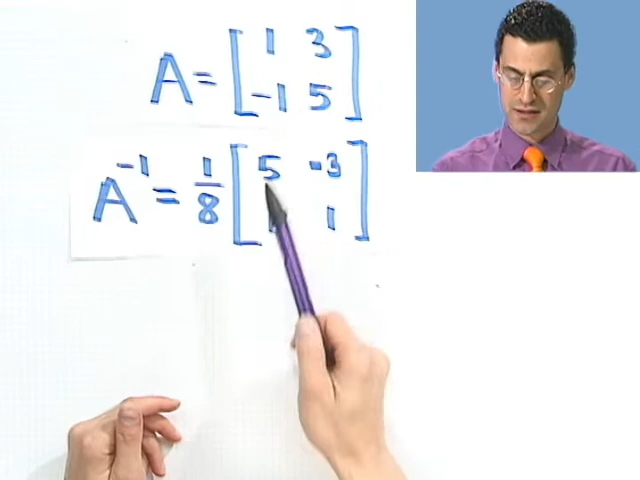 A = [ 1 3
-1 5 ]
A⁻¹ = 1/8 [ 5 -3
1 ]